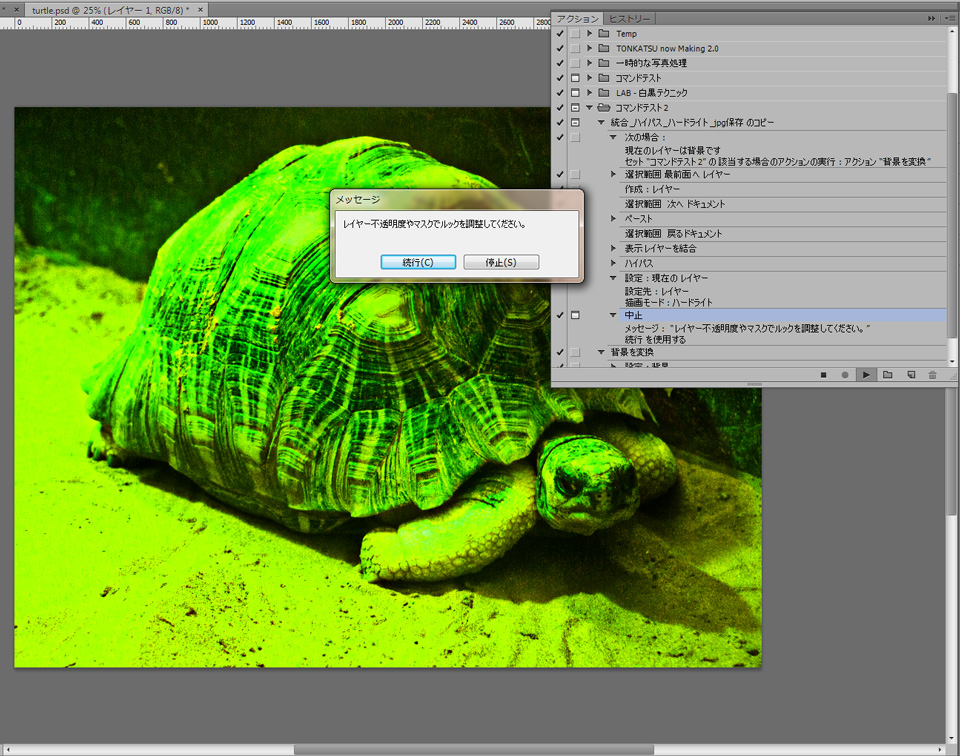 turtle.psd @ 25% (レイヤー 1, RGB/8) *
0 200 400 600 800 1000 1200 1400 1600 1800 2000 2200 2400 2600 2800
アクション ヒストリー
Temp
TONKATSU now Making 2.0
一時的な写真処理
コマンドテスト
LAB - 白黒テクニック
コマンドテスト2
統合_ハイパス_ハードライト_jpg保存 のコピー
次の場合：
現在のレイヤーは背景です
セット "コマンドテスト2" の 該当する場合のアクションの実行：アクション "背景を変換"
選択範囲 最前面へ レイヤー
作成：レイヤー
選択範囲 次へ ドキュメント
ペースト
選択範囲 戻るドキュメント
表示レイヤーを結合
ハイパス
設定：現在の レイヤー
設定先：レイヤー
描画モード：ハードライト
中止
メッセージ： "レイヤー不透明度やマスクでルックを調整してください。"
続行 を使用する
背景を変換
設定：背景
メッセージ
レイヤー不透明度やマスクでルックを調整してください。
続行(C) 停止(S)